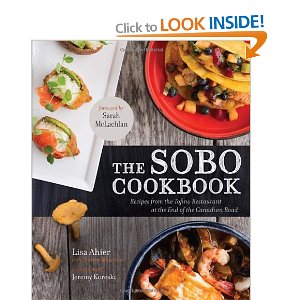 Click to LOOK INSIDE!
foreword by
Sarah
McLachlan
THE SOBO
COOKBOOK
Recipes from the Tofino Restaurant
at the End of the Canadian Road
Lisa Ahier
Jeremy Koreski